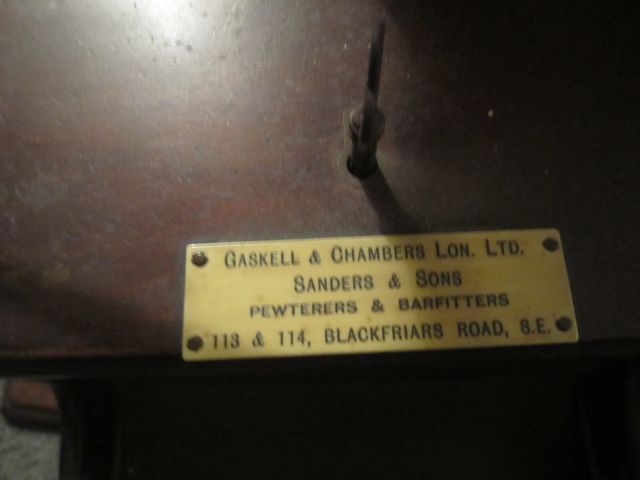 GASKELL & CHAMBERS LON. LTD.
SANDERS & SONS
PEWTERERS & BARFITTERS
113 & 114, BLACKFRIARS ROAD, S.E.